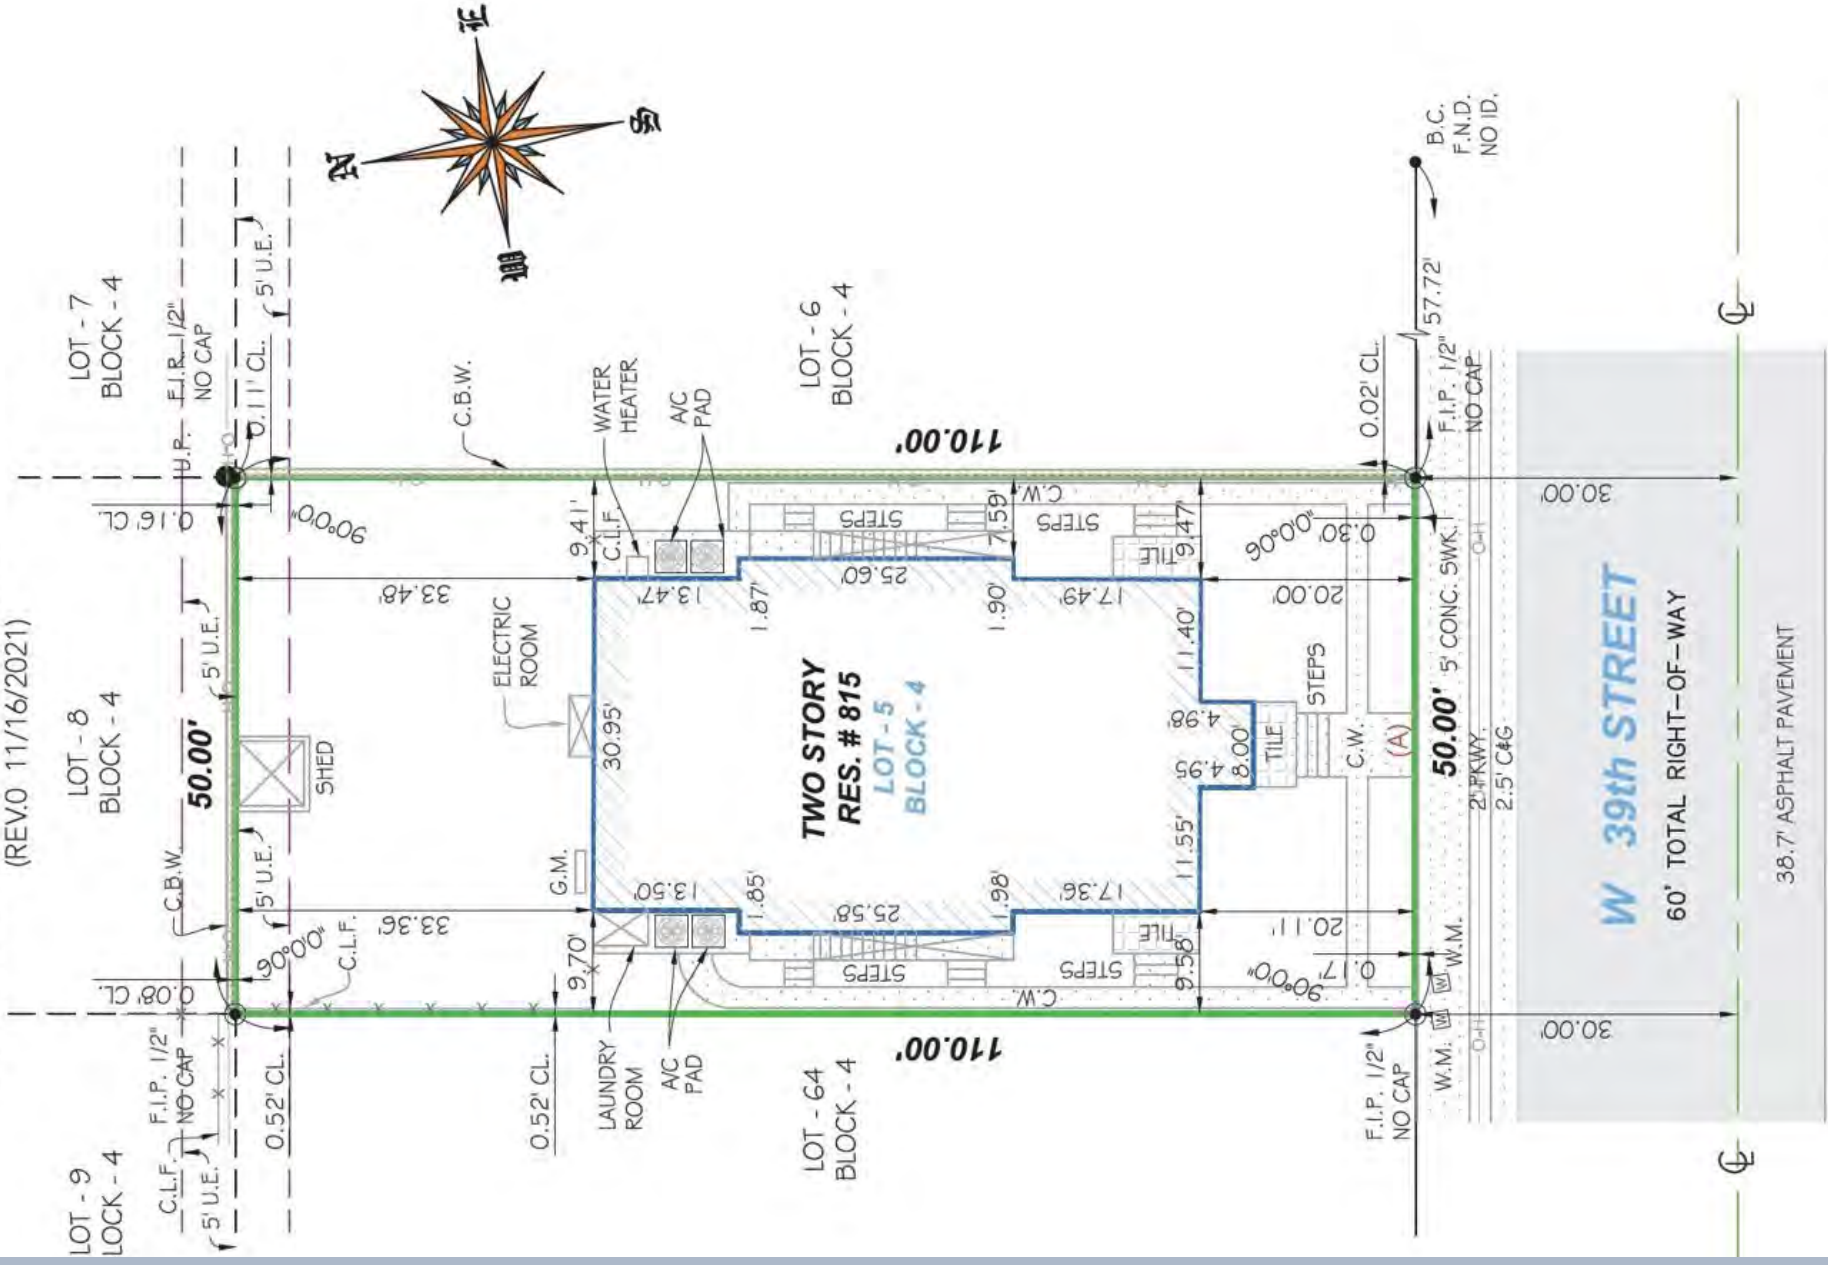 (REV.0 11/16/2021)
LOT - 9
LOCK - 4
LOT - 8
BLOCK - 4
LOT - 7
BLOCK - 4
C.L.F.
5' U.E.
F.I.P. 1/2"
NO CAP
0.08' CL.
C.B.W.
50.00'
5' U.E.
0.16' CL.
U.P.
F.I.R. 1/2"
NO CAP
0.11' CL.
5' U.E.
N
E
S
W
0.52' CL.
90°0'0"
C.L.F.
5' U.E.
SHED
90°0'0"
C.B.W.
33.36'
33.48'
0.52' CL.
9.70'
G.M.
ELECTRIC
ROOM
30.95'
9.41'
C.L.F.
WATER
HEATER
LAUNDRY
ROOM
A/C
PAD
13.50'
13.47'
A/C
PAD
1.85'
1.87'
LOT - 64
BLOCK - 4
110.00'
STEPS
25.58'
TWO STORY
RES. # 815
LOT - 5
BLOCK - 4
25.60'
STEPS
110.00'
LOT - 6
BLOCK - 4
1.98'
1.90'
7.59'
C.W.
STEPS
17.36'
17.49'
STEPS
C.W.
TILE
TILE
9.58'
11.55'
4.95'
8.00'
4.98'
11.40'
9.47'
TILE
STEPS
90°0'0"
20.11'
0.17'
C.W.
(A)
20.00'
90°0'0"
0.30'
0.02' CL.
F.I.P. 1/2"
NO CAP
W.M.
W
W
W.M.
50.00'
5' CONC. SWK.
F.I.P. 1/2"
NO CAP
57.72'
B.C.
F.N.D.
NO ID.
2' PKWY.
2.5' C&G
OH
OH
30.00'
W 39th STREET
60' TOTAL RIGHT-OF-WAY
30.00'
CL
CL
38.7' ASPHALT PAVEMENT